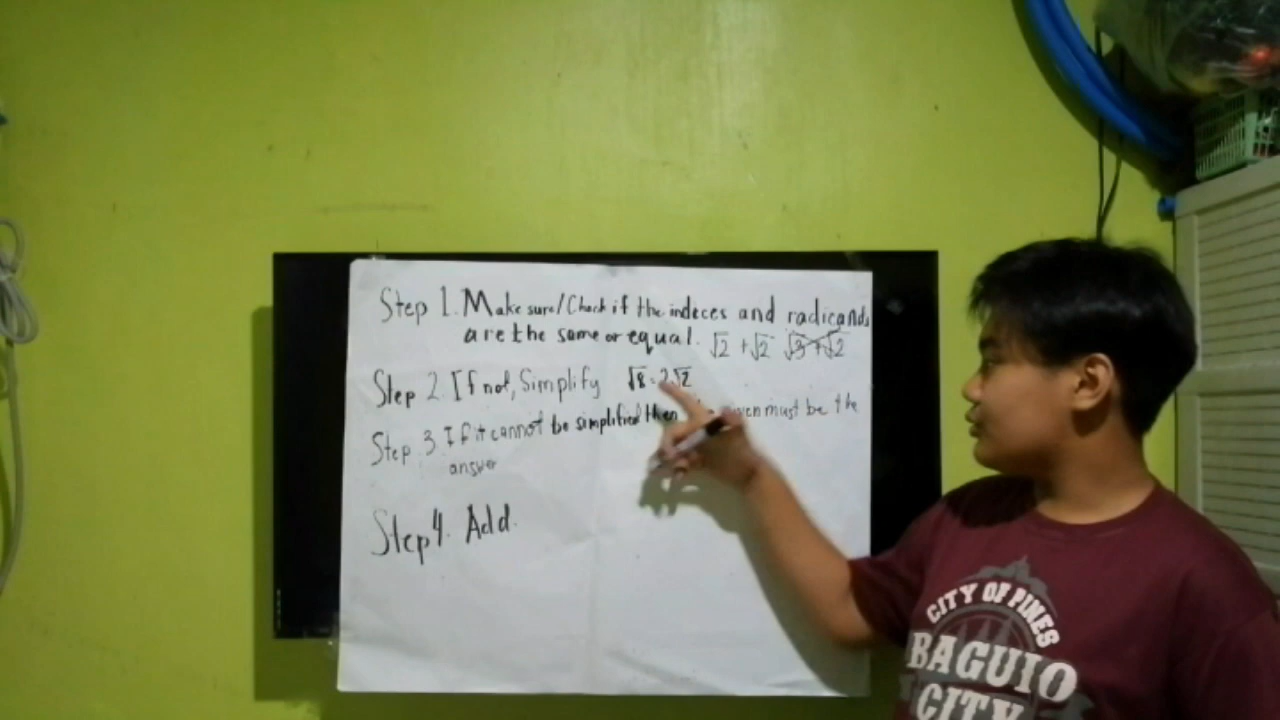 Step 1. Make sure/Check if the indeces and radicands
are the same or equal. √2 + √2 √3 + √2
Step 2. If not, Simplify √8 = 2√2
Step 3. If it cannot be simplified then must be the
answer
Step 4. Add.
CITY OF PINES
BAGUIO
CITY